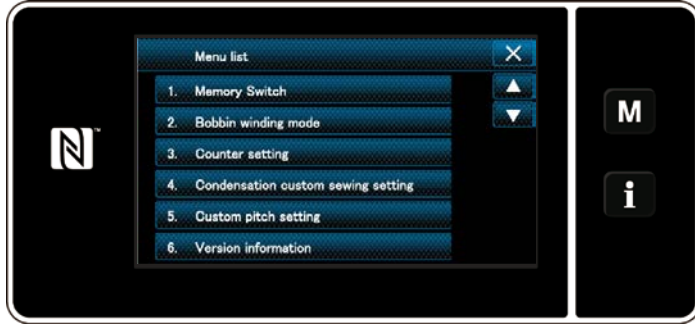 Menu list
X
1. Memory Switch
2. Bobbin winding mode
3. Counter setting
4. Condensation custom sewing setting
5. Custom pitch setting
6. Version information
N
TM
M
i